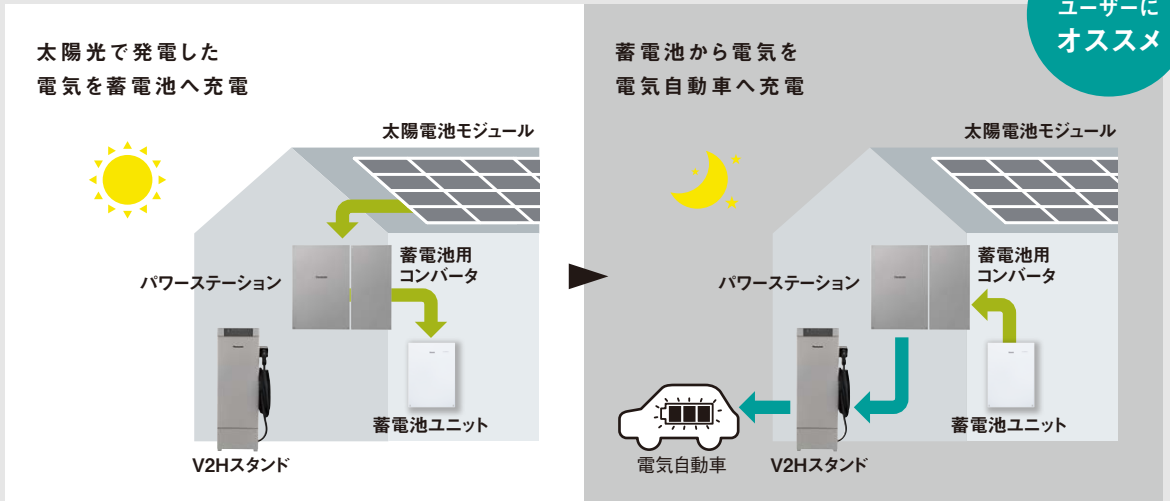 太陽光で発電した
電気を蓄電池へ充電
太陽電池モジュール
パワーステーション
蓄電池用
コンバータ
蓄電池ユニット
V2Hスタンド
ユーザーに
オススメ
蓄電池から電気を
電気自動車へ充電
太陽電池モジュール
パワーステーション
蓄電池用
コンバータ
蓄電池ユニット
電気自動車
V2Hスタンド